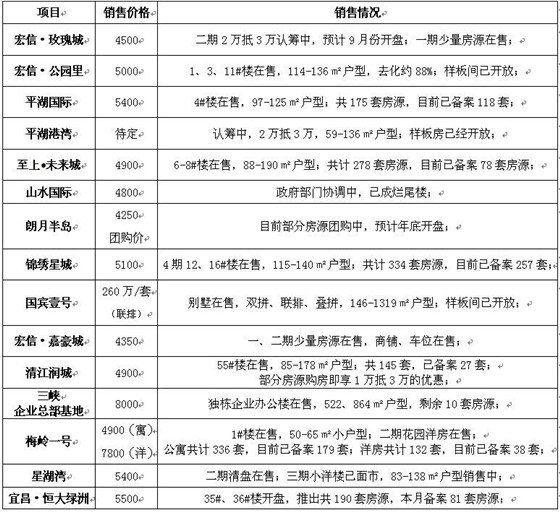 项目 销售价格 销售情况
宏信·玫瑰城 4500 二期2万抵3万认筹中，预计9月份开盘；一期少量房源在售；
宏信·公园里 5000 1、3、11#楼在售，114-136㎡户型，去化约88%；样板间已开放；
平湖国际 5400 4#楼在售，97-125㎡户型；共175套房源，目前已备案118套；
平湖港湾 待定 认筹中，2万抵3万，59-136㎡户型；样板房已经开放；
至上·未来城 4900 6-8#楼在售，88-190㎡户型；共计278套房源，目前已备案78套房源；
山水国际 4800 政府部门协调中，已成烂尾楼；
朗月半岛 4250 目前部分房源团购中，预计年底开盘；
团购价
锦绣星城 5100 4期12、16#楼在售，115-140㎡户型；共计334套房源，目前已备案257套；
国宾壹号 260万/套 别墅在售，双拼、联排、叠拼，146-1319㎡户型；样板间已开放；
（联排）
宏信·嘉豪城 4350 一、二期少量房源在售，商铺、车位在售；
清江润城 4900 55#楼在售，85-178㎡户型；共145套，已备案27套；
部分房源购房即享1万抵3万的优惠；
三峡
企业总部基地 8000 独栋企业办公楼在售，522、864㎡户型，剩余10套房源；
梅岭一号 4900（寓） 1#楼在售，50-65㎡小户型；二期花园洋房在售；
7800（洋） 公寓共计336套，目前已备案179套；洋房共计132套，目前已备案38套；
星湖湾 5400 二期清盘在售；三期小洋楼已面市，83-138㎡户型销售中；
宜昌·恒大绿洲 5500 35#、36#楼开盘，推出共190套房源，本月备案81套房源；